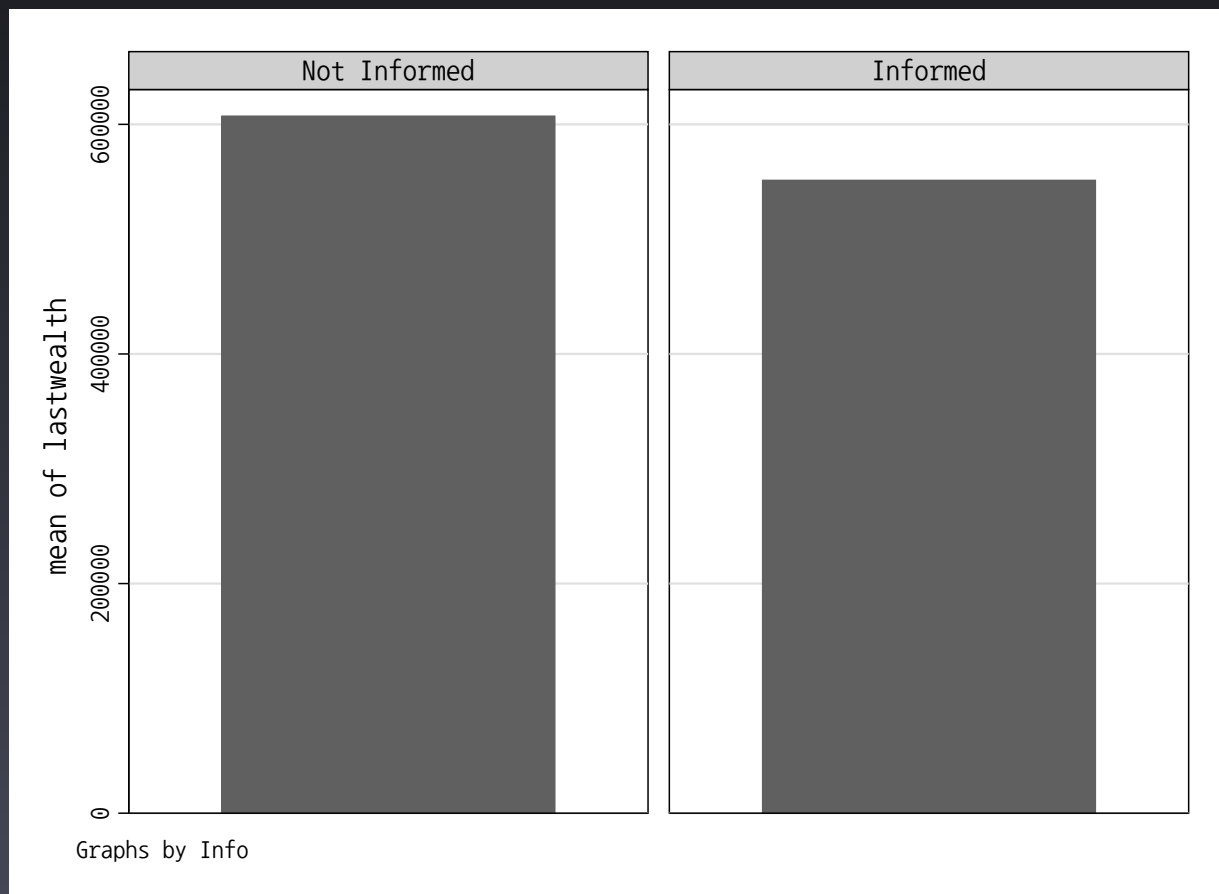 Not Informed
Informed
mean of lastwealth
600000
400000
200000
0
Graphs by Info